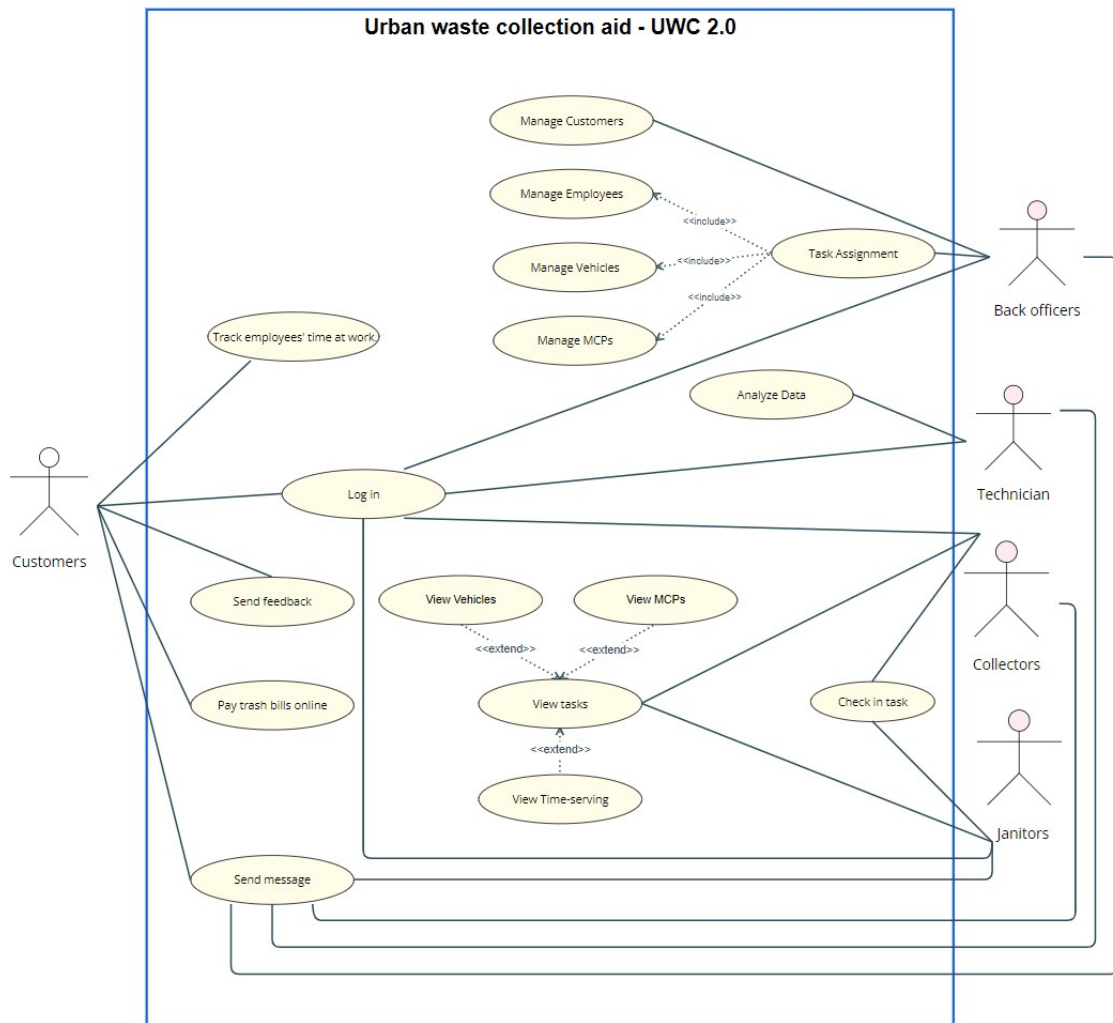 Urban waste collection aid - UWC 2.0
Manage Customers
Manage Employees
<<include>>
Manage Vehicles
<<include>>
Task Assignment
<<include>>
Manage MCPs
Back officers
Track employees' time at work.
Analyze Data
Log in
Technician
Customers
Send feedback
View Vehicles
View MCPs
<<extend>>
<<extend>>
Collectors
Pay trash bills online
View tasks
Check in task
<<extend>>
View Time-serving
Janitors
Send message